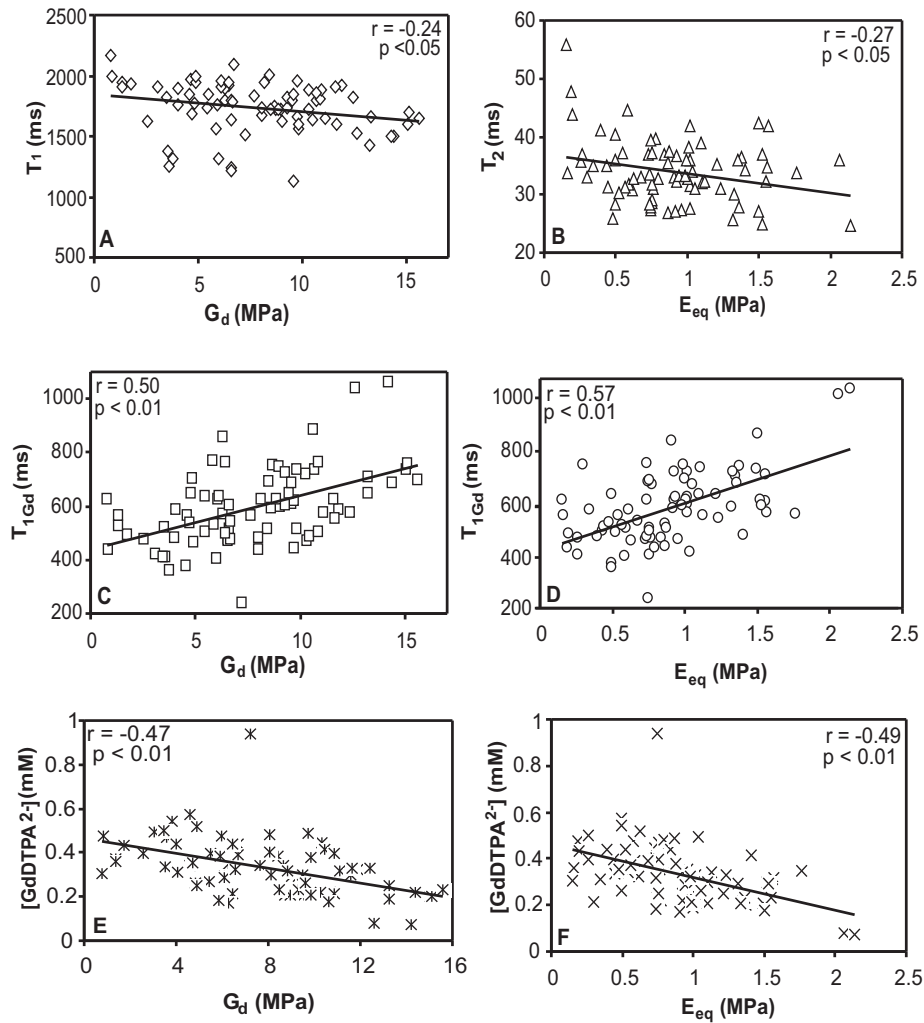 2500
2000
1500
1000
500
T1 (ms)
r = -0.24
p <0.05
A
0 5 10 15
Gd (MPa)
60
50
40
30
20
T2 (ms)
r = -0.27
p < 0.05
B
0 0.5 1 1.5 2 2.5
Eeq (MPa)
1000
800
600
400
200
T1Gd (ms)
r = 0.50
p < 0.01
C
0 5 10 15
Gd (MPa)
1000
800
600
400
200
T1Gd (ms)
r = 0.57
p < 0.01
D
0 0.5 1 1.5 2 2.5
Eeq (MPa)
1
0.8
0.6
0.4
0.2
0
[GdDTPA2-] (mM)
r = -0.47
p < 0.01
E
0 4 8 12 16
Gd (MPa)
1
0.8
0.6
0.4
0.2
0
[GdDTPA2-] (mM)
r = -0.49
p < 0.01
F
0 0.5 1 1.5 2 2.5
Eeq (MPa)